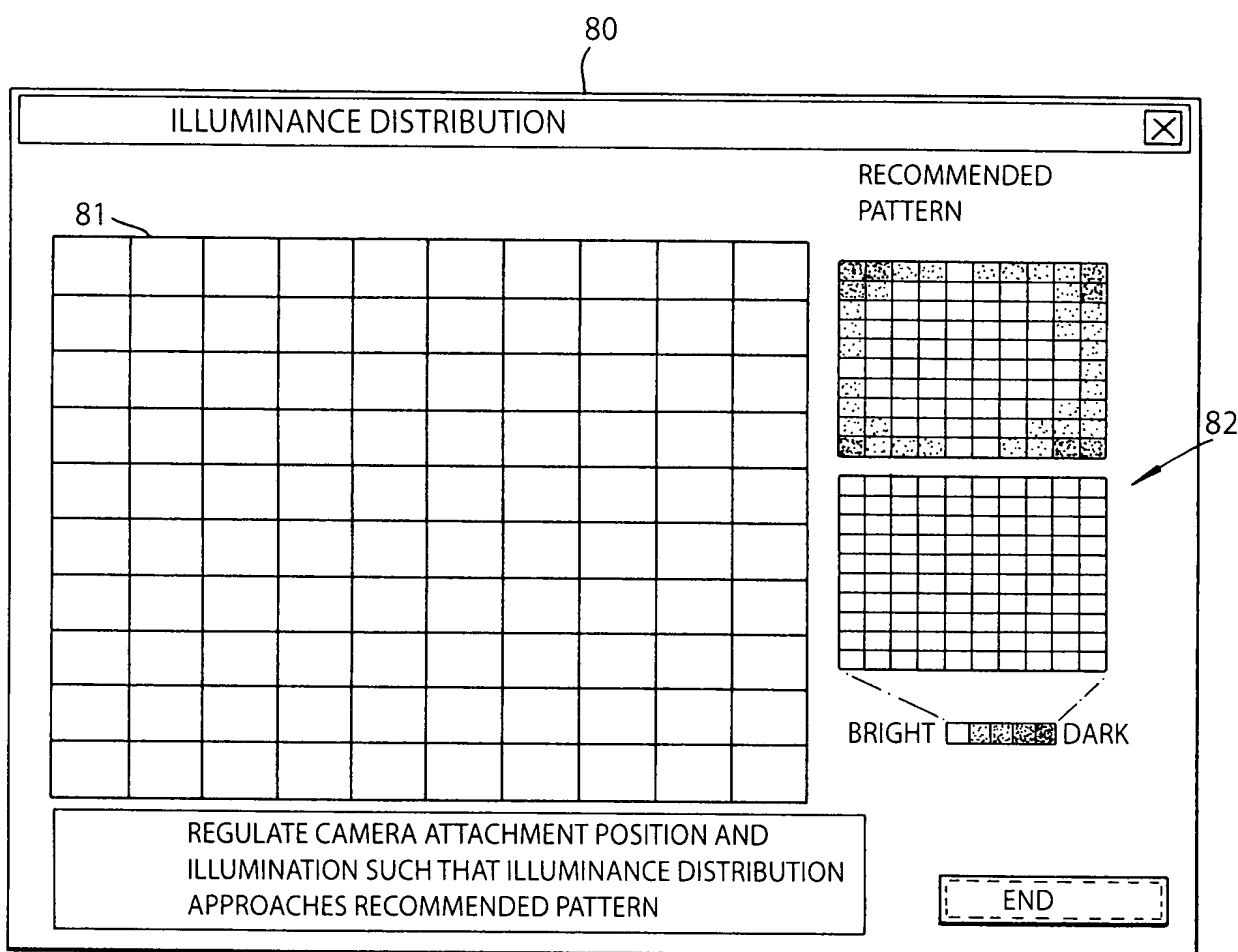 80
ILLUMINANCE DISTRIBUTION
RECOMMENDED
PATTERN
81
82
BRIGHT DARK
REGULATE CAMERA ATTACHMENT POSITION AND
ILLUMINATION SUCH THAT ILLUMINANCE DISTRIBUTION
APPROACHES RECOMMENDED PATTERN
END